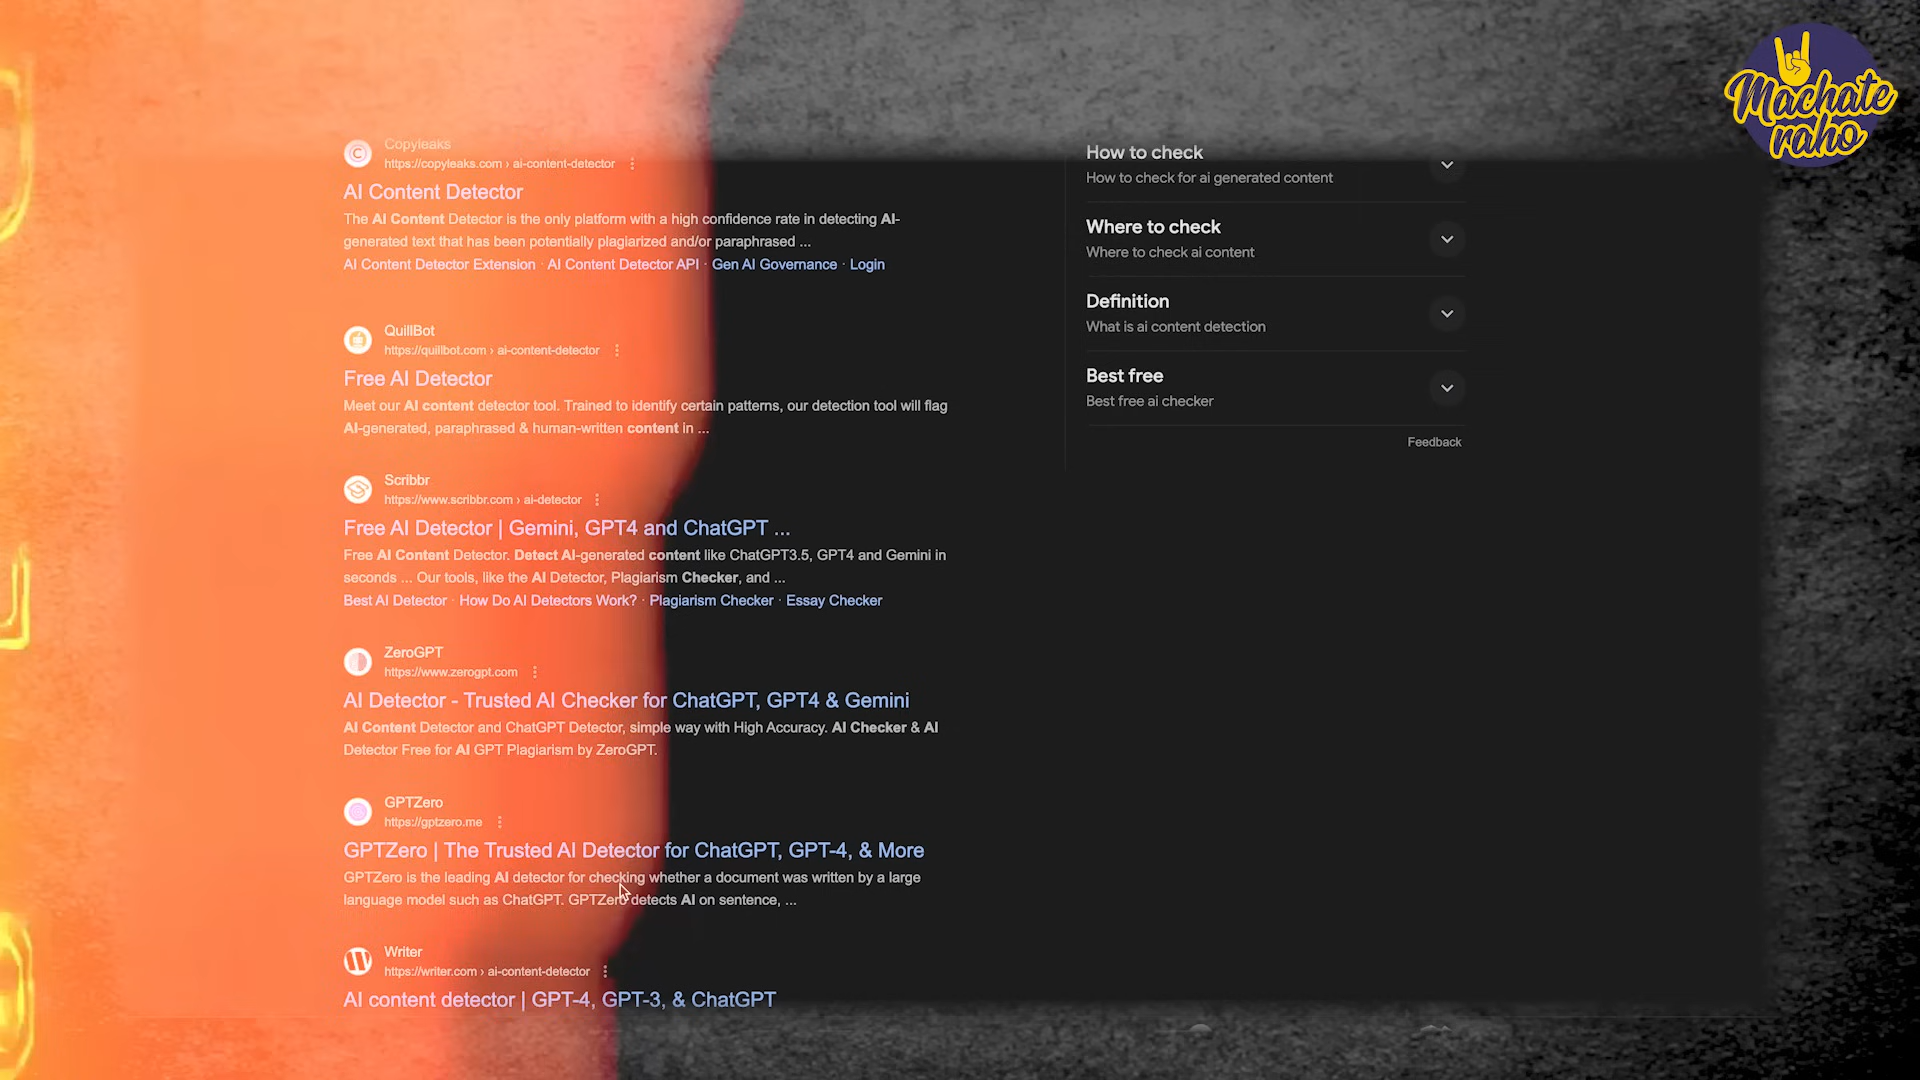 Machate
raho
Copyleaks
https://copyleaks.com › ai-content-detector
AI Content Detector
The AI Content Detector is the only platform with a high confidence rate in detecting AI-
generated text that has been potentially plagiarized and/or paraphrased ...
AI Content Detector Extension · AI Content Detector API · Gen AI Governance · Login
QuillBot
https://quillbot.com › ai-content-detector
Free AI Detector
Meet our AI content detector tool. Trained to identify certain patterns, our detection tool will flag
AI-generated, paraphrased & human-written content in ...
Scribbr
https://www.scribbr.com › ai-detector
Free AI Detector | Gemini, GPT4 and ChatGPT ...
Free AI Content Detector. Detect AI-generated content like ChatGPT3.5, GPT4 and Gemini in
seconds ... Our tools, like the AI Detector, Plagiarism Checker, and ...
Best AI Detector · How Do AI Detectors Work? · Plagiarism Checker · Essay Checker
ZeroGPT
https://www.zerogpt.com
AI Detector - Trusted AI Checker for ChatGPT, GPT4 & Gemini
AI Content Detector and ChatGPT Detector, simple way with High Accuracy. AI Checker & AI
Detector Free for AI GPT Plagiarism by ZeroGPT.
GPTZero
https://gptzero.me
GPTZero | The Trusted AI Detector for ChatGPT, GPT-4, & More
GPTZero is the leading AI detector for checking whether a document was written by a large
language model such as ChatGPT. GPTZero detects AI on sentence, ...
Writer
https://writer.com › ai-content-detector
AI content detector | GPT-4, GPT-3, & ChatGPT
How to check
How to check for ai generated content
Where to check
Where to check ai content
Definition
What is ai content detection
Best free
Best free ai checker
Feedback